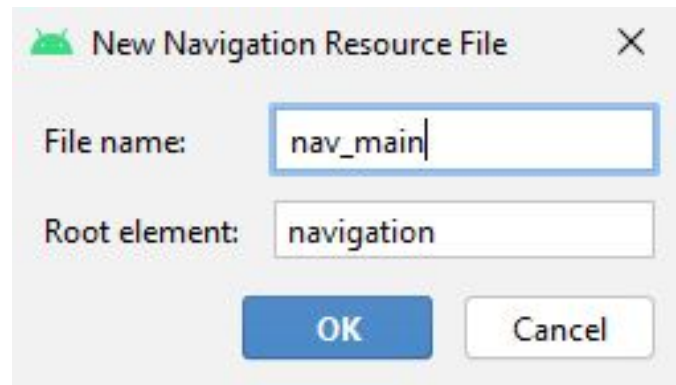 New Navigation Resource File
File name: nav_main
Root element: navigation
OK Cancel